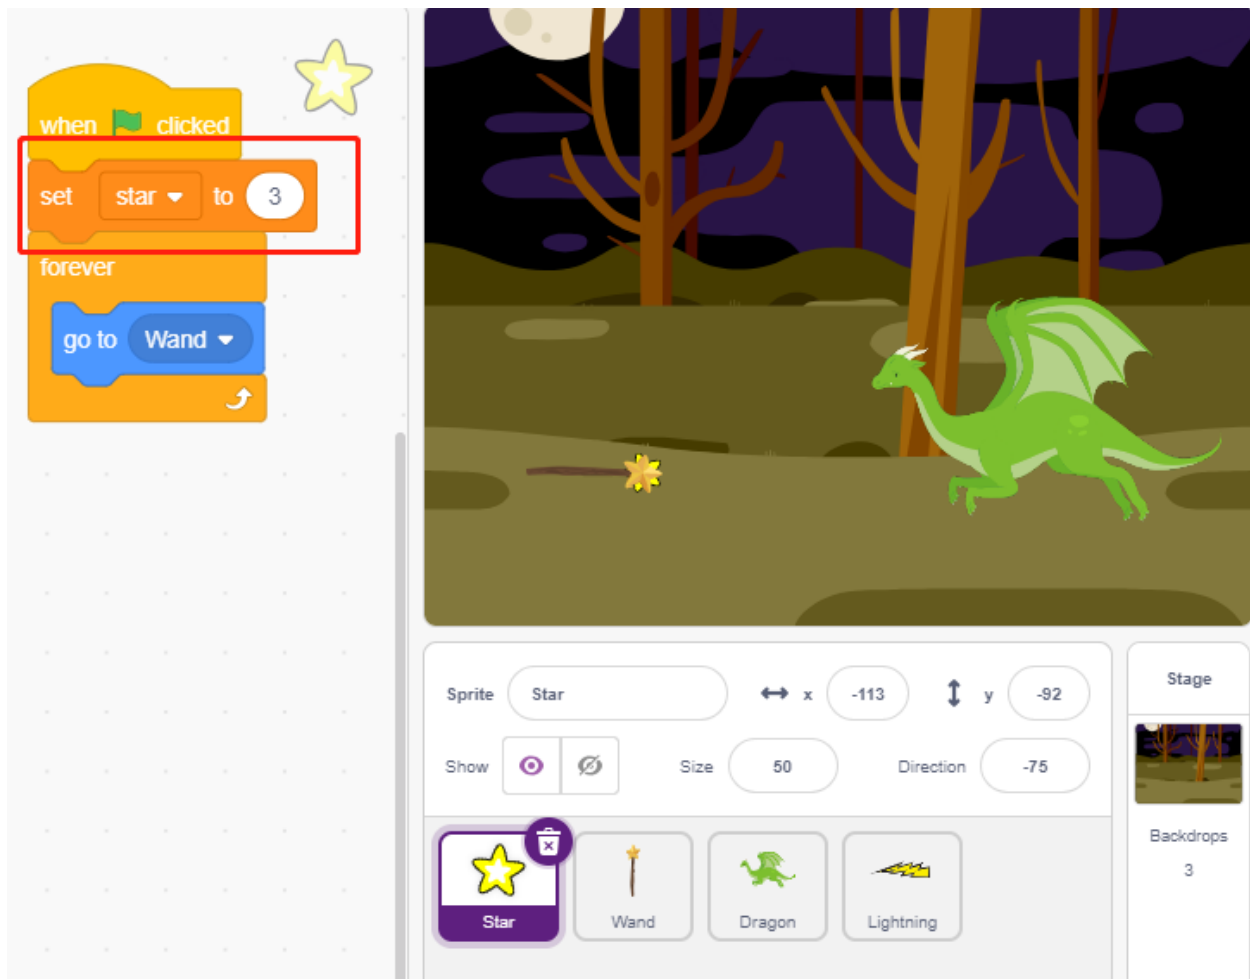 when clicked
set star to 3
forever
go to Wand
Sprite Star x -113 y -92
Show Size 50 Direction -75
Star Wand Dragon Lightning
Stage
Backdrops
3